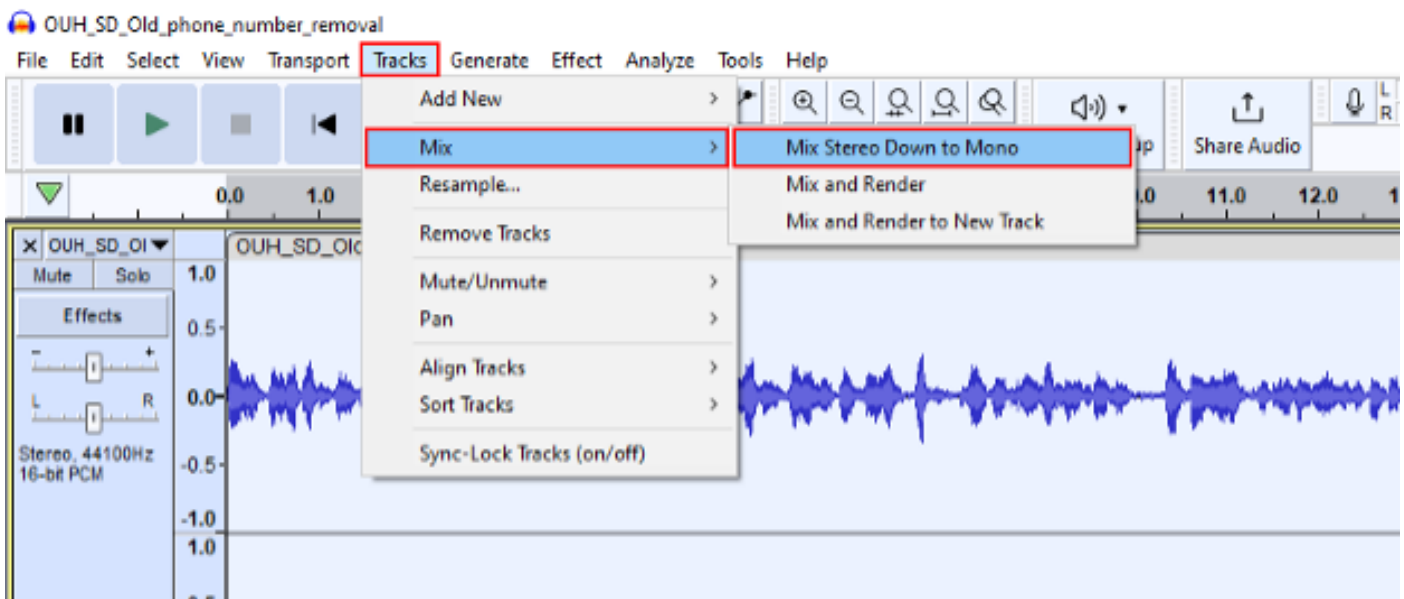 OUH_SD_Old_phone_number_removal
File Edit Select View Transport Tracks Generate Effect Analyze Tools Help
Add New
Mix
Mix Stereo Down to Mono
Share Audio
L
R
Resample...
Mix and Render
Remove Tracks
Mix and Render to New Track
0.0 1.0 .0 11.0 12.0 1
OUH_SD_Ol
OUH_SD_Old
Mute Solo
Effects
- +
L R
Stereo, 44100Hz
16-bit PCM
1.0
0.5
0.0
-0.5
-1.0
1.0
Mute/Unmute
Pan
Align Tracks
Sort Tracks
Sync-Lock Tracks (on/off)